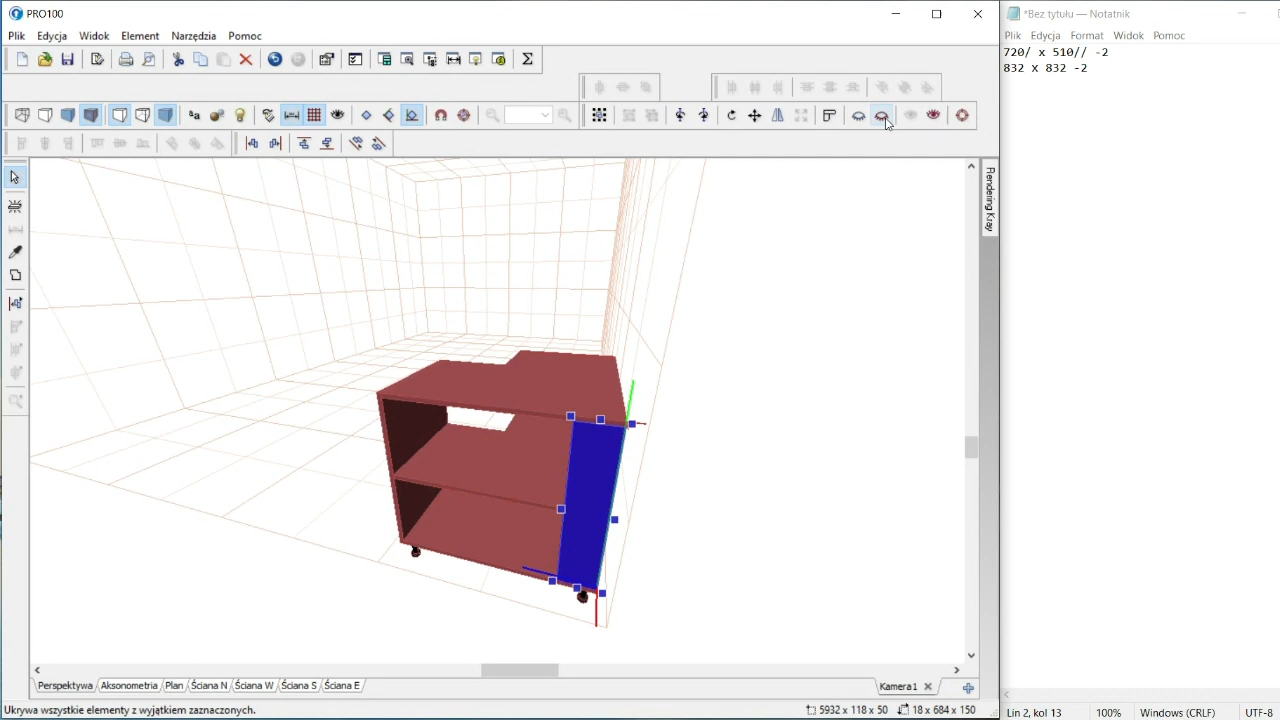 PRO100
Plik Edycja Widok Element Narzędzia Pomoc
*Bez tytułu — Notatnik
Plik Edycja Format Widok Pomoc
720/ x 510// -2
832 x 832 -2
Rendering Kray
Perspektywa Aksonometria Plan Ściana N Ściana W Ściana S Ściana E
Kamera1
Ukrywa wszystkie elementy z wyjątkiem zaznaczonych.
5932 x 118 x 50
18 x 684 x 150
Lin 2, kol 13
100%
Windows (CRLF)
UTF-8